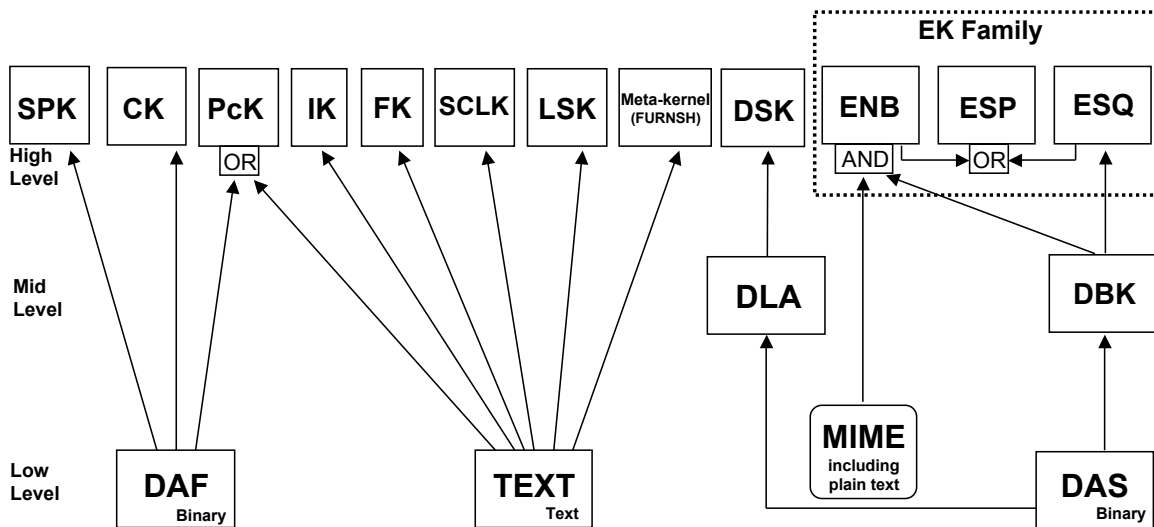 EK Family
SPK
CK
PcK
IK
FK
SCLK
LSK
Meta-kernel
(FURNSH)
DSK
ENB
ESP
ESQ
High
Level
OR
AND
OR
Mid
Level
DLA
DBK
Low
Level
DAF
Binary
TEXT
Text
MIME
including
plain text
DAS
Binary